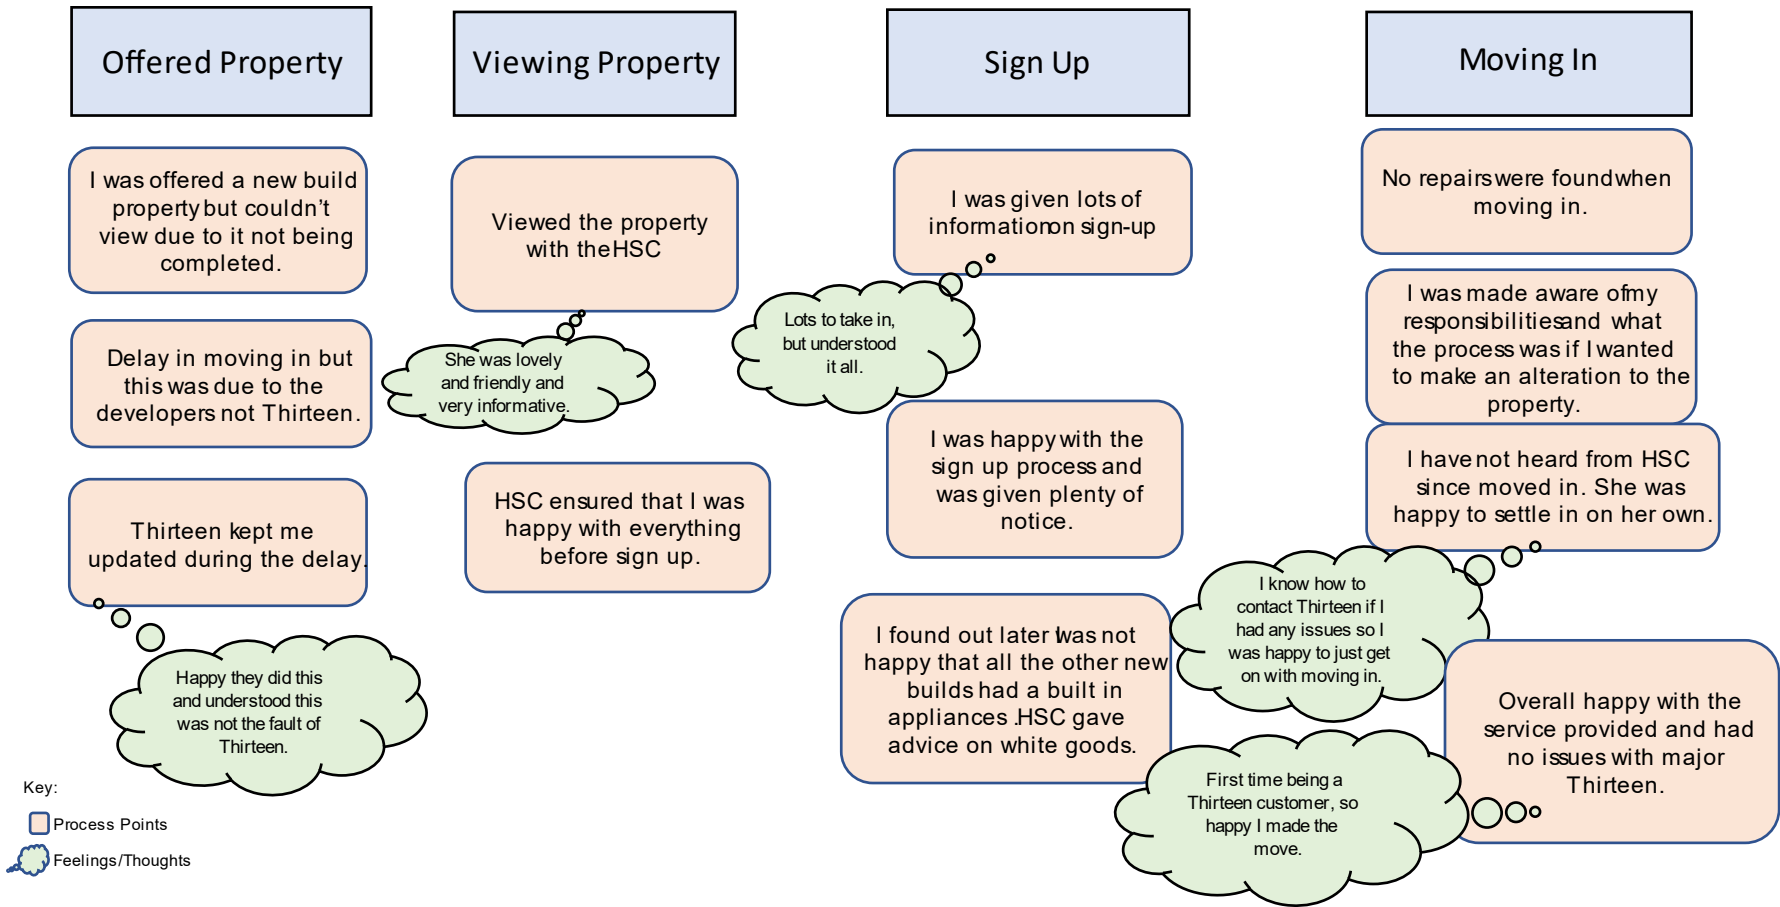 Offered Property
I was offered a new build
property but couldn't
view due to it not being
completed.
Delay in moving in but
this was due to the
developers not Thirteen.
Thirteen kept me
updated during the delay.
Happy they did this
and understood this
was not the fault of
Thirteen.
Viewing Property
Viewed the property
with the HSC
She was lovely
and friendly and
very informative.
HSC ensured that I was
happy with everything
before sign up.
Sign Up
I was given lots of
information on sign-up
Lots to take in,
but understood
it all.
I was happy with the
sign up process and
was given plenty of
notice.
I found out later I was not
happy that all the other new
builds had a built in
appliances .HSC gave
advice on white goods.
Moving In
No repairs were found when
moving in.
I was made aware of my
responsibilities and what
the process was if I wanted
to make an alteration to the
property.
I have not heard from HSC
since moved in. She was
happy to settle in on her own.
I know how to
contact Thirteen if I
had any issues so I
was happy to just get
on with moving in.
Overall happy with the
service provided and had
no issues with major
Thirteen.
First time being a
Thirteen customer, so
happy I made the
move.
Key:
Process Points
Feelings/Thoughts